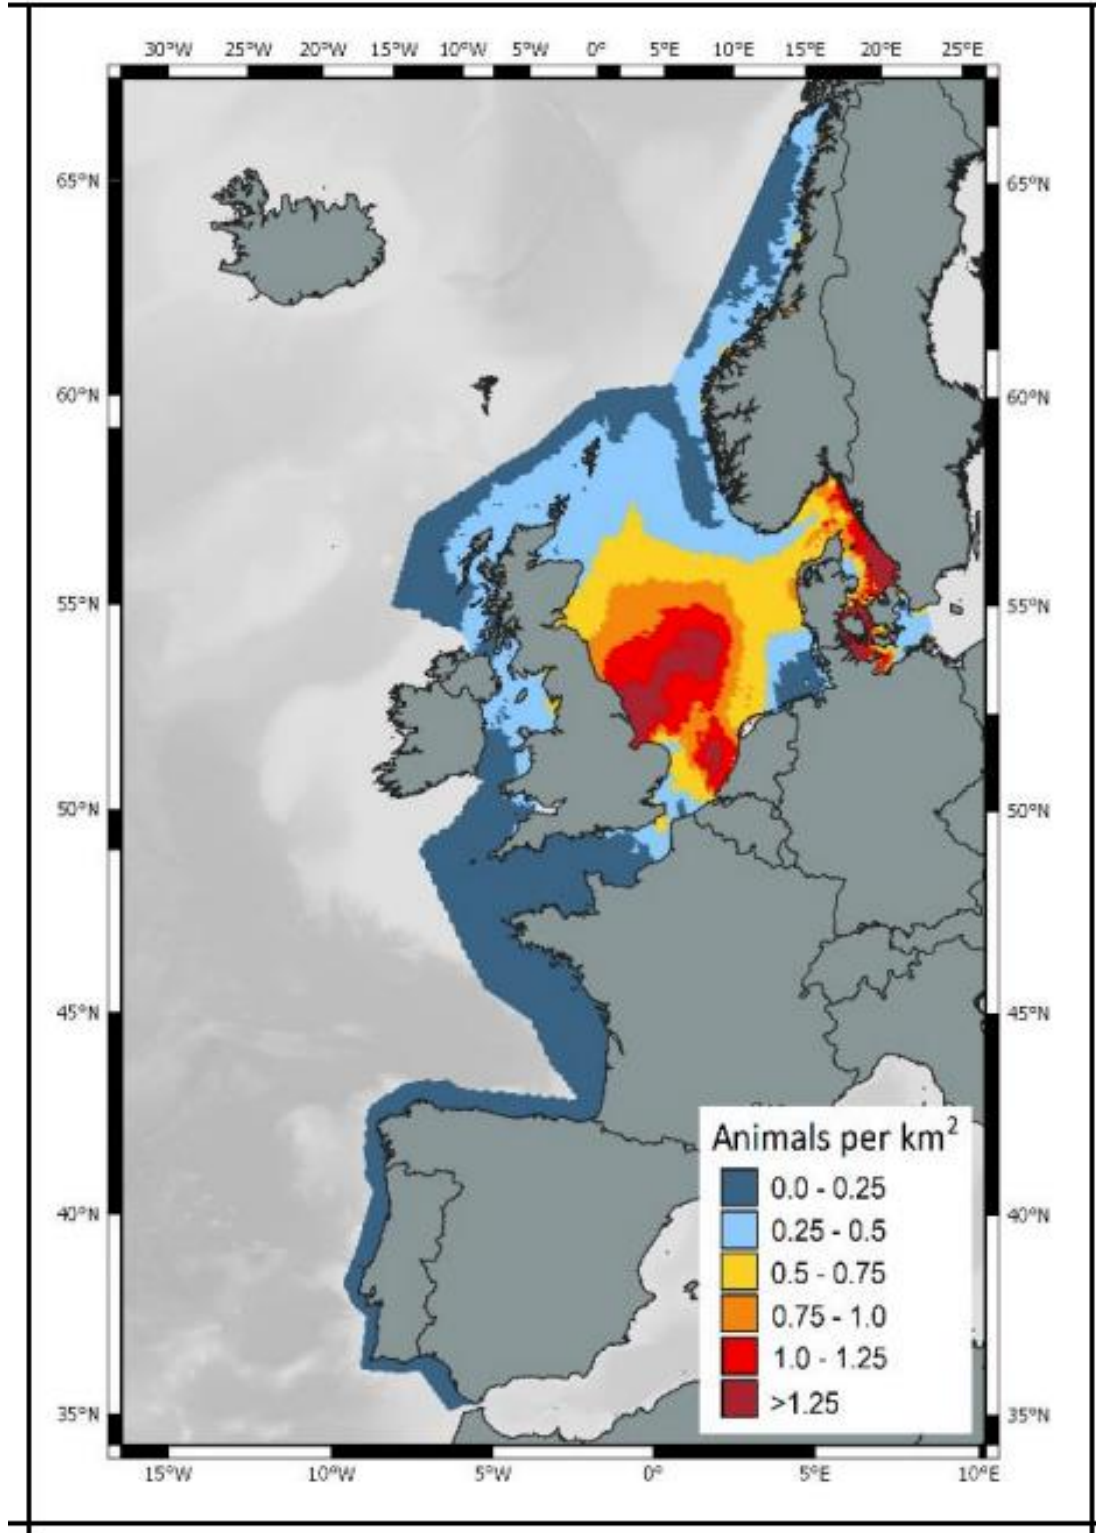 30°W 25°W 20°W 15°W 10°W 5°W 0° 5°E 10°E 15°E 20°E 25°E
65°N 65°N
60°N 60°N
55°N 55°N
50°N 50°N
45°N 45°N
Animals per km²
0.0 - 0.25
40°N 40°N
0.25 - 0.5
0.5 - 0.75
0.75 - 1.0
1.0 - 1.25
>1.25
35°N 35°N
15°W 10°W 5°W 0° 5°E 10°E